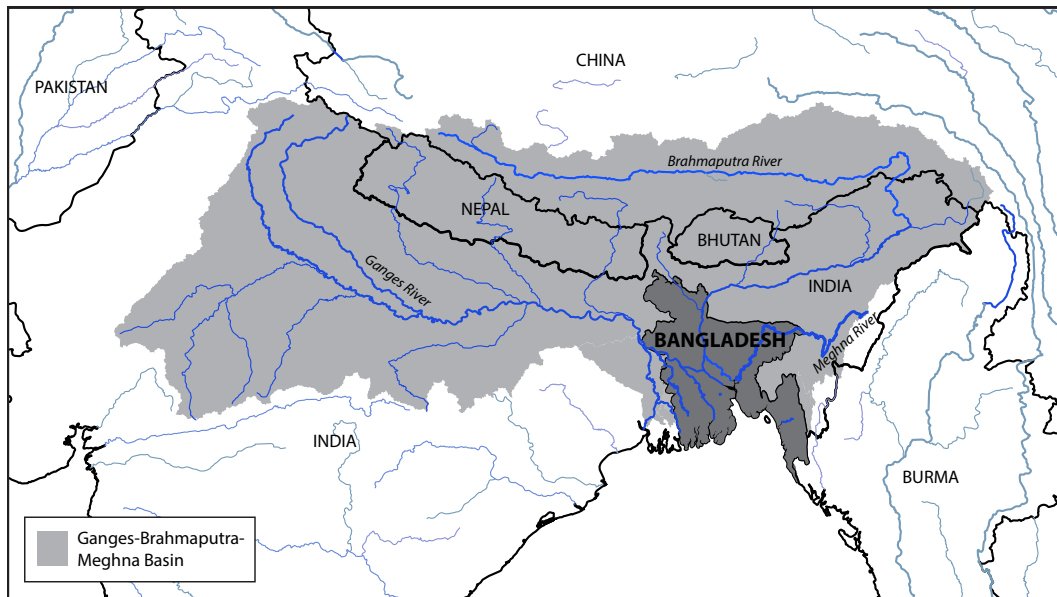 CHINA
PAKISTAN
Brahmaputra River
NEPAL
BHUTAN
Ganges River
INDIA
BANGLADESH
Meghna River
INDIA
BURMA
Ganges-Brahmaputra-
Meghna Basin